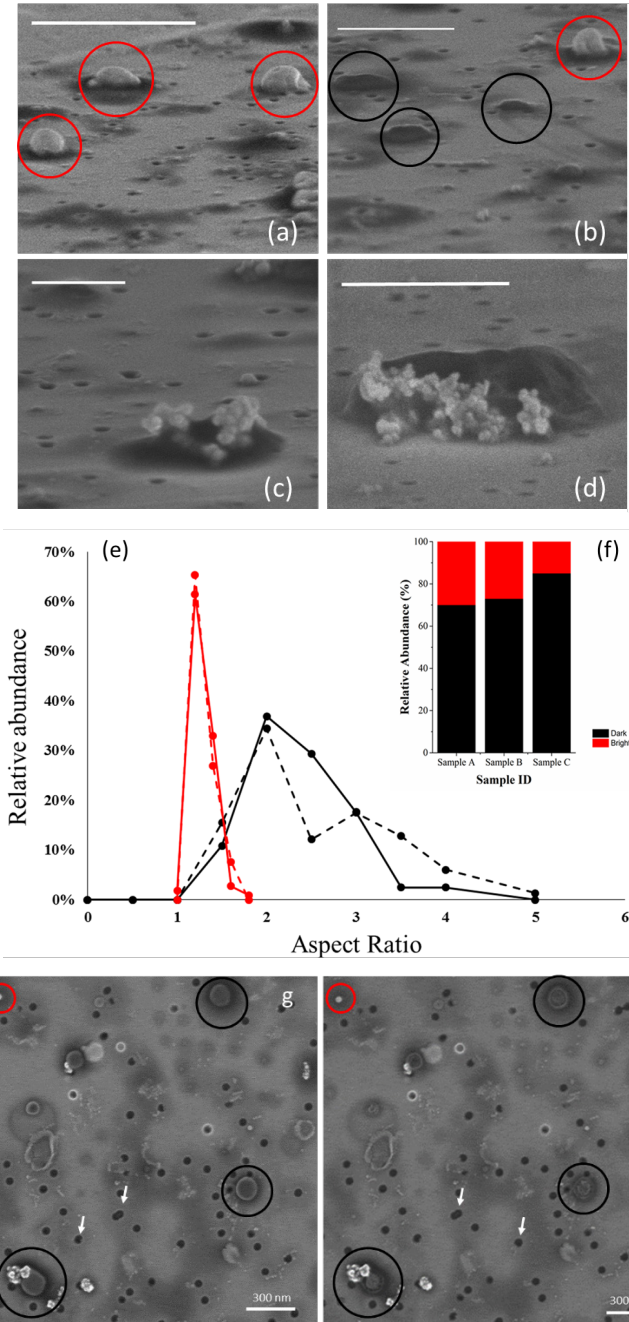 (a)
(b)
(c)
(d)
(e)
(f)
70%
60%
50%
40%
30%
20%
10%
0%
Relative abundance
0 1 2 3 4 5 6
Aspect Ratio
100
80
60
40
20
0
Relative Abundance (%)
Sample A Sample B Sample C
Sample ID
Dark
Bright
g
300 nm
300